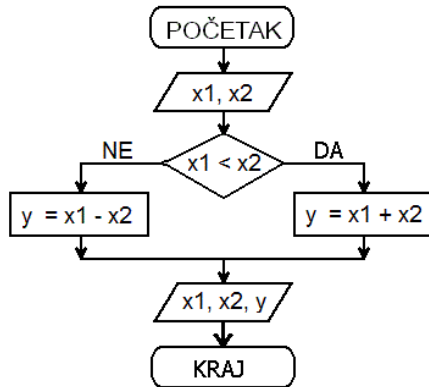 POČETAK
x1, x2
x1 < x2
NE
DA
y = x1 - x2
y = x1 + x2
x1, x2, y
KRAJ